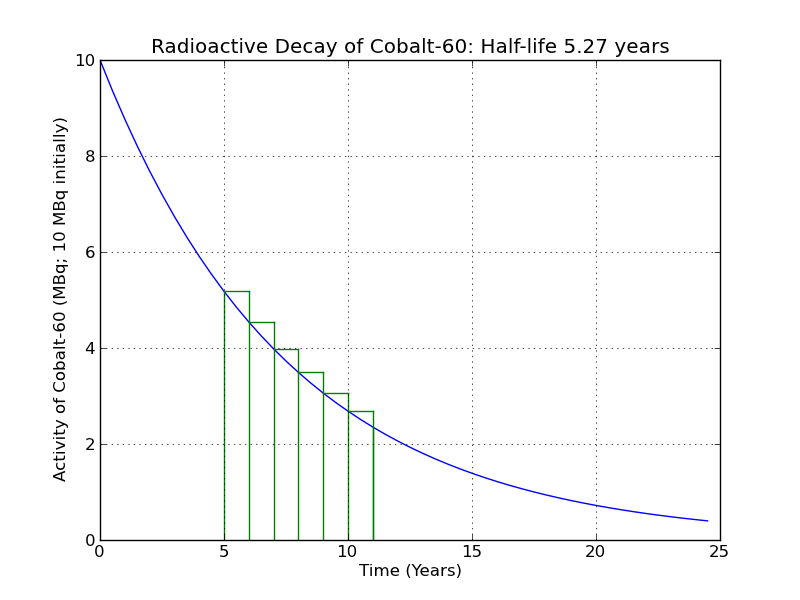 Radioactive Decay of Cobalt-60: Half-life 5.27 years
10
8
6
4
2
0
Activity of Cobalt-60 (MBq; 10 MBq initially)
0 5 10 15 20 25
Time (Years)